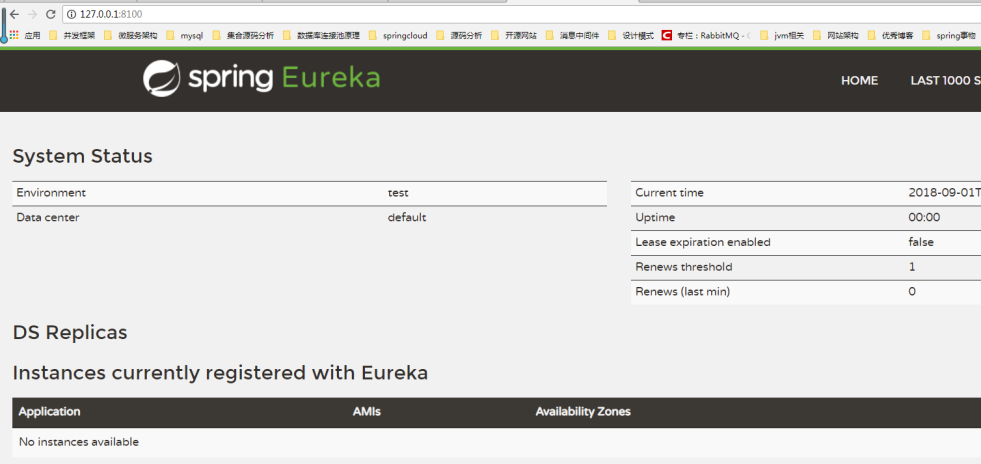 127.0.0.1:8100
应用 并发框架 微服务架构 mysql 集合源码分析 数据库连接池原理 springcloud 源码分析 开源网站 消息中间件 设计模式 专栏：RabbitMQ - jvm相关 网站架构 优秀博客 spring事物
spring Eureka HOME LAST 1000 S
System Status
Environment test Current time 2018-09-01T
Data center default Uptime 00:00
Lease expiration enabled false
Renews threshold 1
Renews (last min) 0
DS Replicas
Instances currently registered with Eureka
Application AMIs Availability Zones
No instances available